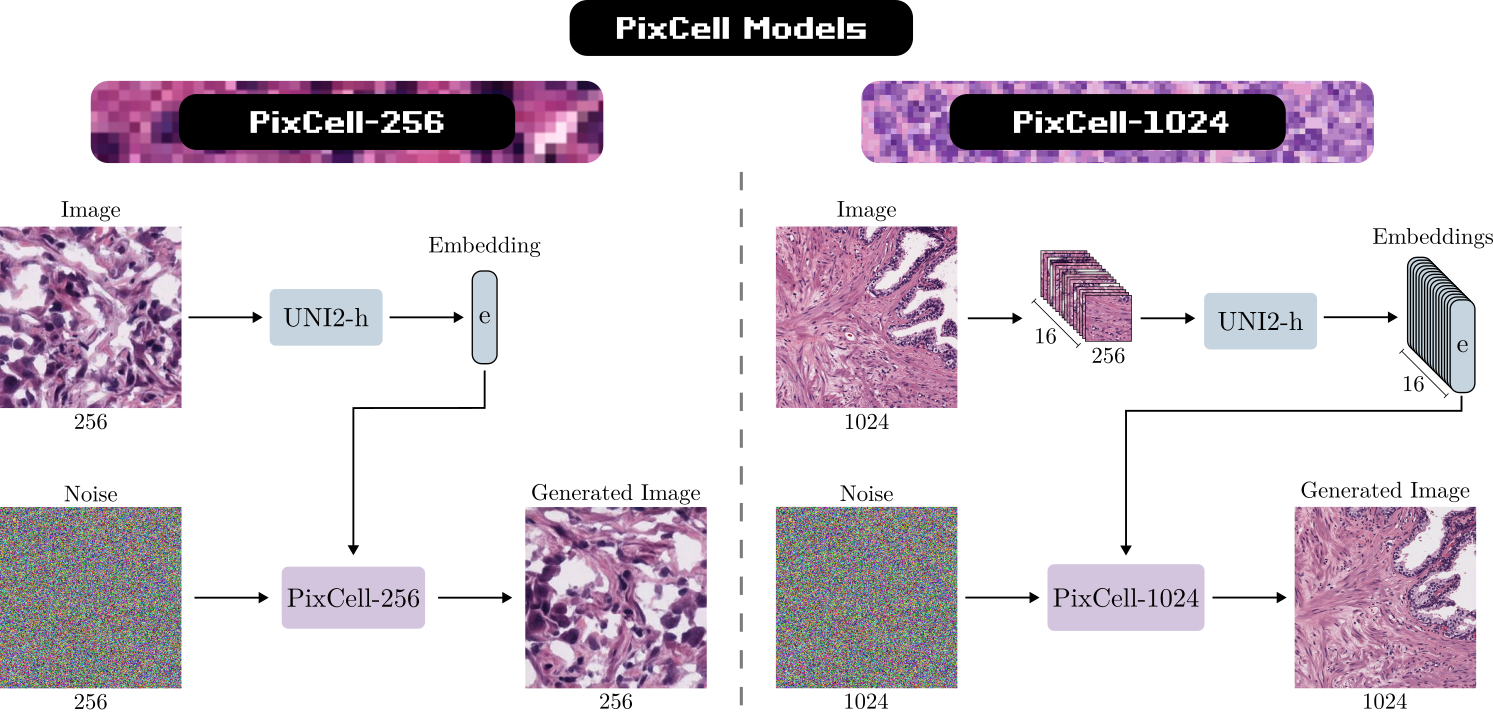 PixCell Models
PixCell-256
Image
UNI2-h
Embedding
e
256
Noise
PixCell-256
Generated Image
256
256
PixCell-1024
Image
16
256
UNI2-h
Embeddings
e
16
1024
Noise
PixCell-1024
Generated Image
1024
1024